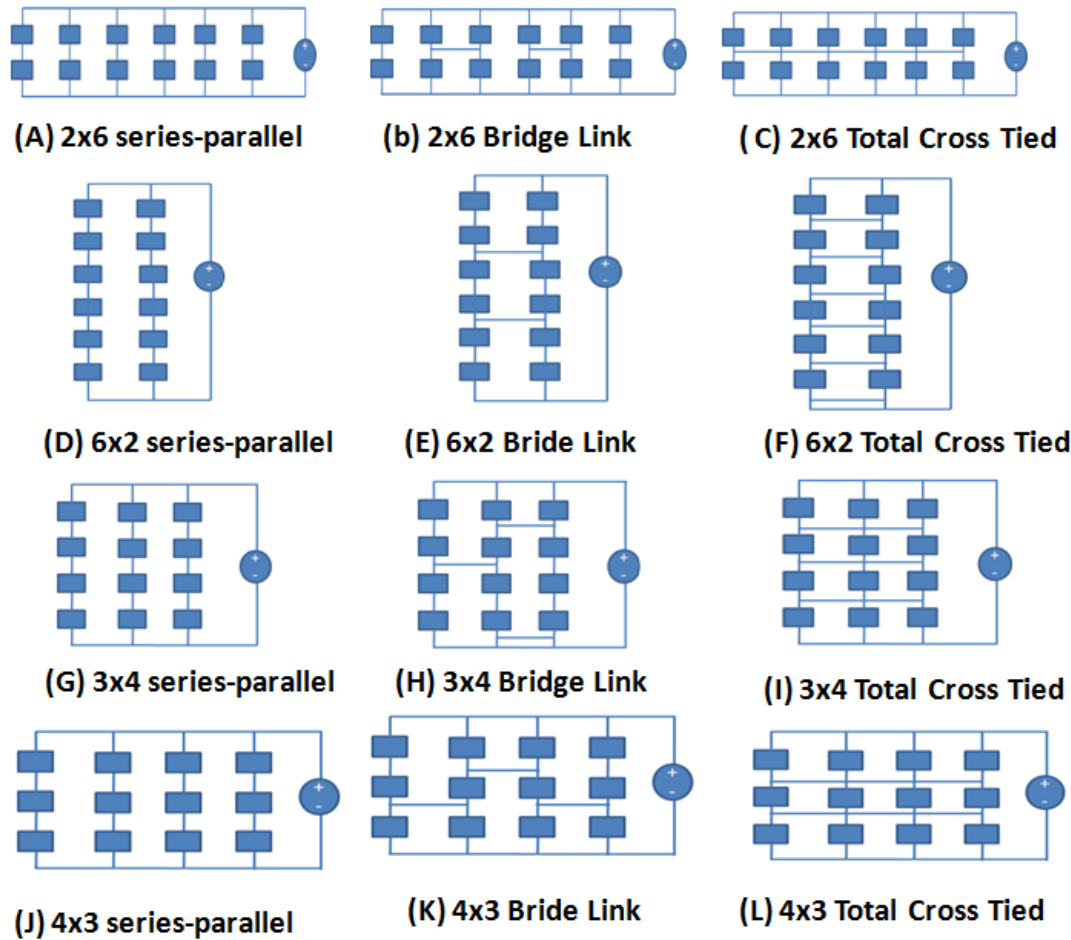 (A) 2x6 series-parallel
(b) 2x6 Bridge Link
( C) 2x6 Total Cross Tied
(D) 6x2 series-parallel
(E) 6x2 Bride Link
(F) 6x2 Total Cross Tied
(G) 3x4 series-parallel
(H) 3x4 Bridge Link
(I) 3x4 Total Cross Tied
(J) 4x3 series-parallel
(K) 4x3 Bride Link
(L) 4x3 Total Cross Tied